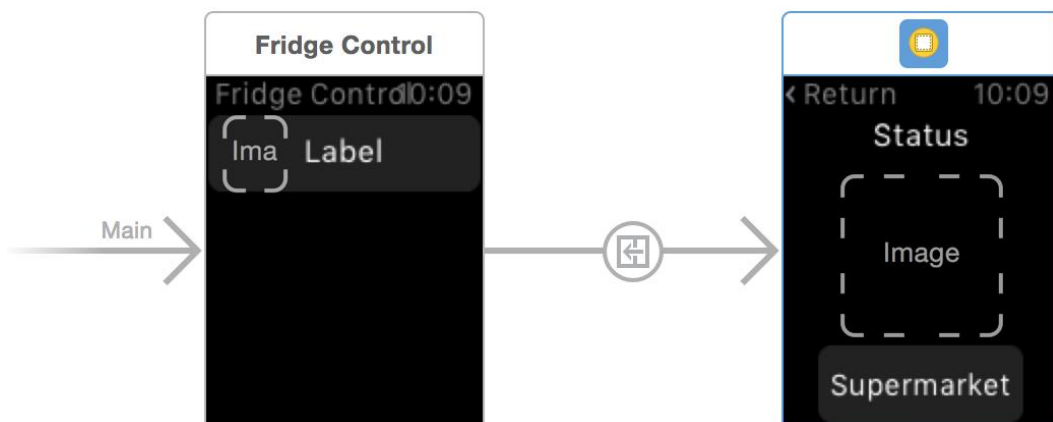 Fridge Control
Fridge Control 10:09
Ima Label
Main
< Return 10:09
Status
Image
Supermarket